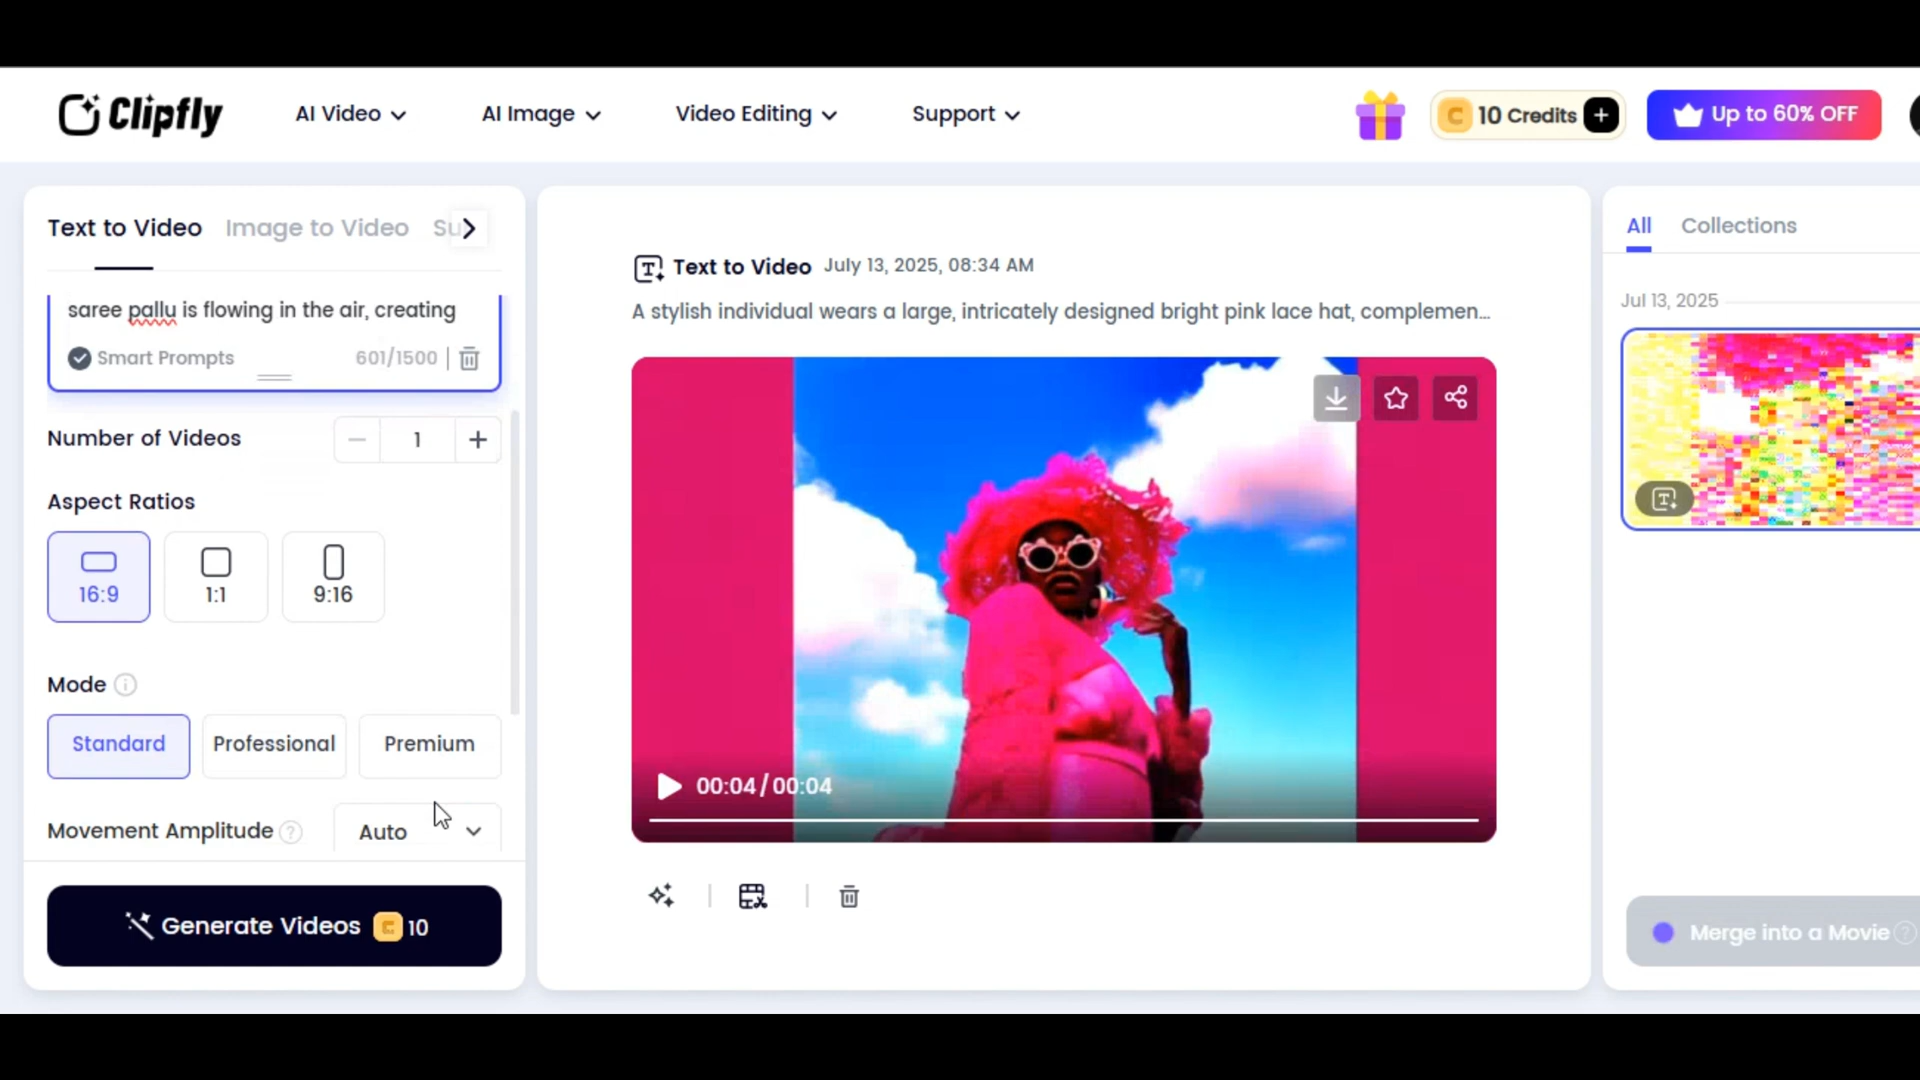 Clipfly
AI Video
AI Image
Video Editing
Support
C 10 Credits +
Up to 60% OFF
Text to Video
Image to Video
Su
saree pallu is flowing in the air, creating
Smart Prompts
601/1500
Number of Videos
1
Aspect Ratios
16:9
1:1
9:16
Mode
Standard
Professional
Premium
Movement Amplitude ?
Auto
Generate Videos C 10
Text to Video July 13, 2025, 08:34 AM
A stylish individual wears a large, intricately designed bright pink lace hat, complemen...
00:04/00:04
All
Collections
Jul 13, 2025
Merge into a Movie ?